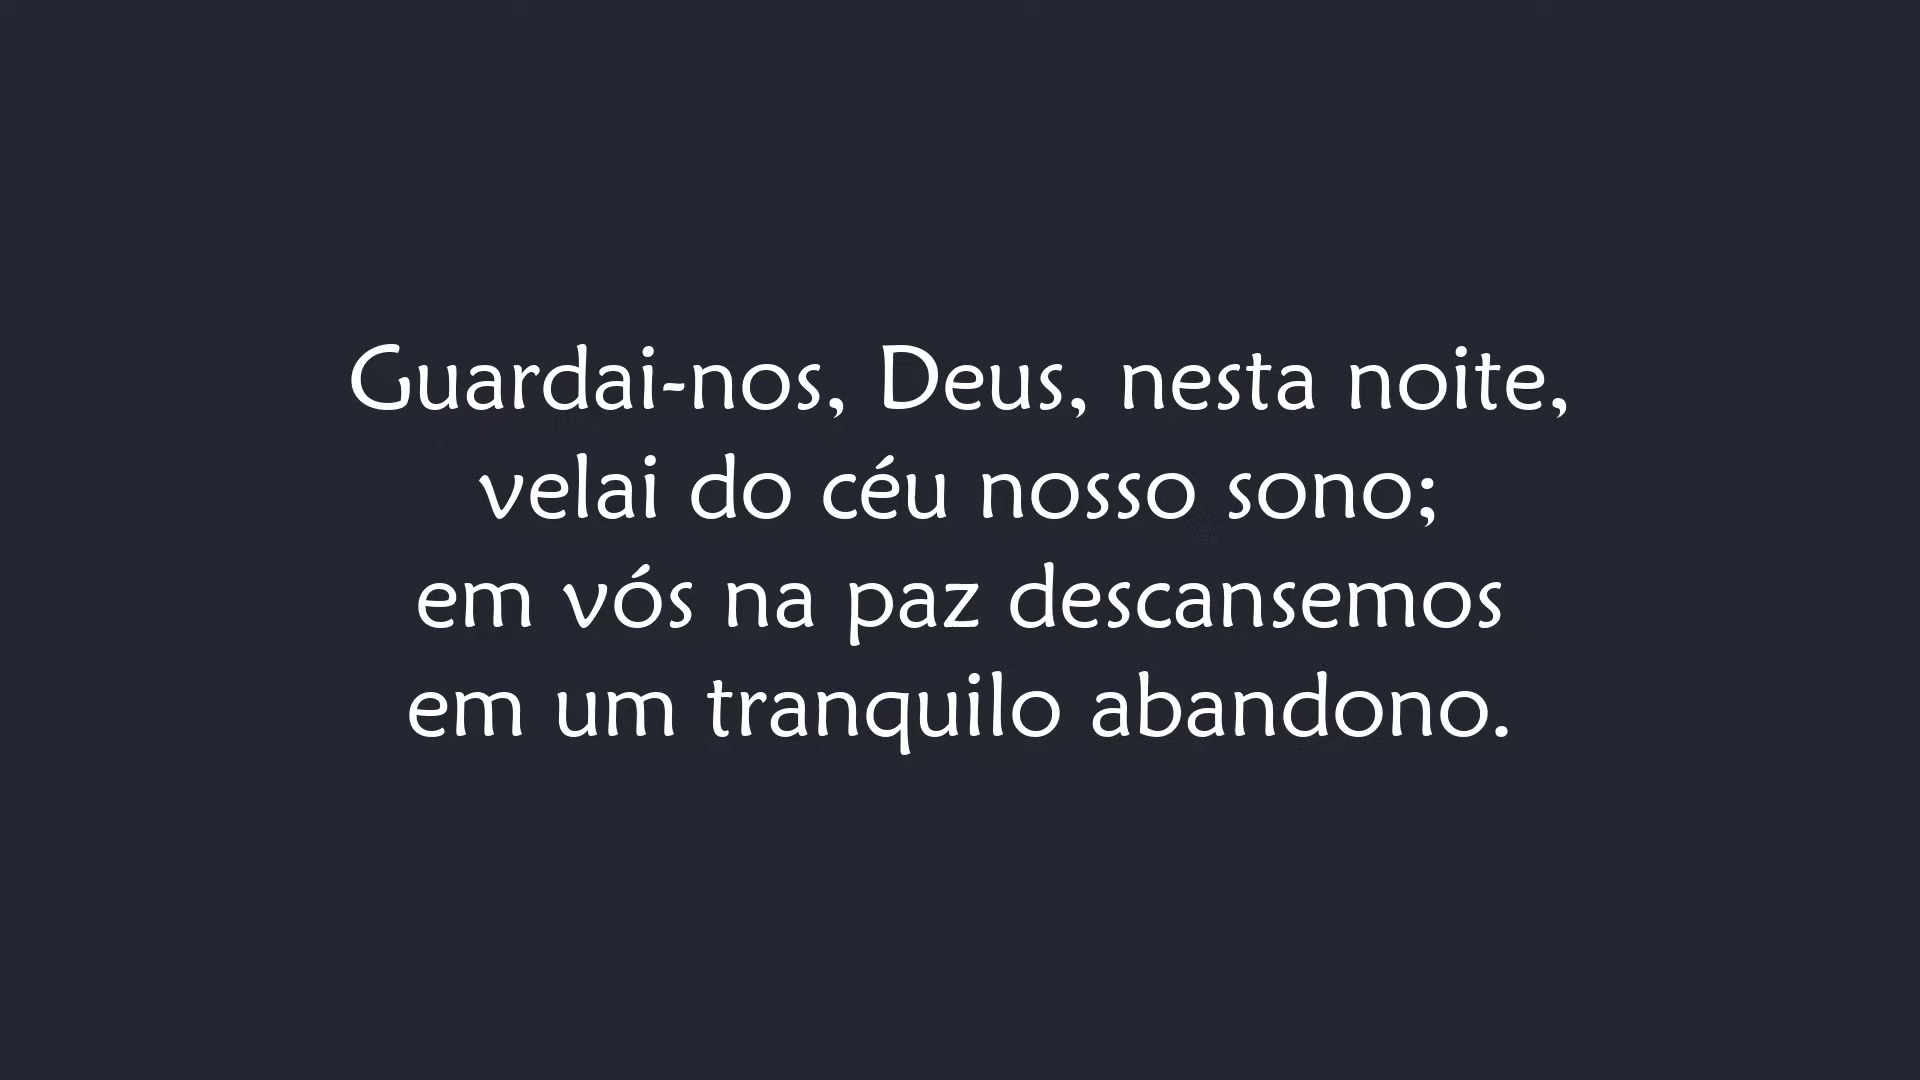 Guardai-nos, Deus, nesta noite,
velai do céu nosso sono;
em vós na paz descansemos
em um tranquilo abandono.